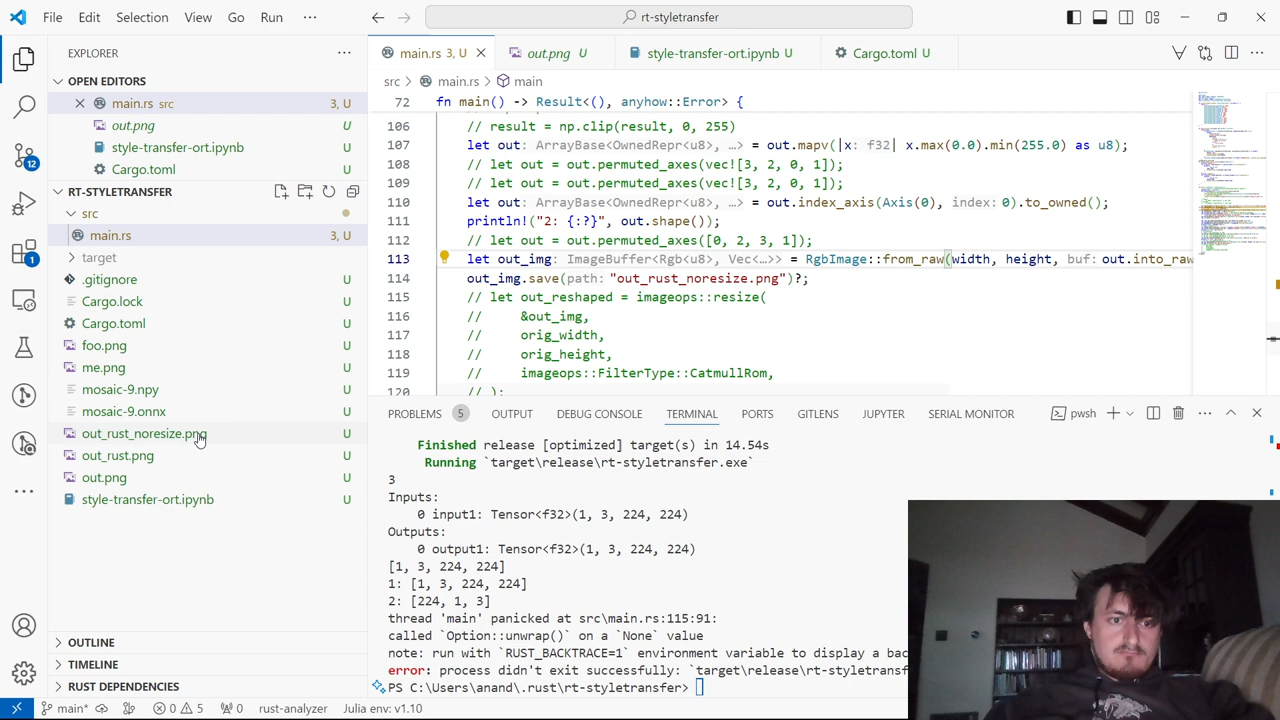 File Edit Selection View Go Run ··· rt-styletransfer
EXPLORER
main.rs 3, U
out.png U
style-transfer-ort.ipynb U
Cargo.toml U
OPEN EDITORS
src > main.rs > main
main.rs src 3, U
72 fn main() -> Result<(), anyhow::Error> {
out.png U
106 // result = np.clip(result, 0, 255)
style-transfer-ort.ipynb U
107 let out: ArrayBase<OwnedRepr<u8>, …> = out.mapv(|x: f32| x.max(0.0).min(255.0) as u8);
Cargo.toml U
108 // let out = out.permuted_axes(vec![3,
RT-STYLETRANSFER
109 // let out = out.permuted_axes(vec![3, 2, 0, 1]);
src
110 let out: ArrayBase<OwnedRepr<u8>, …> = out.index_axis(Axis(0), index: 0).to_owned();
main.rs
111 out.shape());
target
112 // let out = out.permuted_axes([0, 2, 3, 1]);
.gitignore U
113 let out_img: ImageBuffer<Rgb<u8>, Vec<…> = RgbImage::from_raw(width, height, buf: out.into_raw
Cargo.lock U
114 out_img.save(path: "out_rust_noresize.png")?;
Cargo.toml U
115 // let out_reshaped = imageops::resize(
foo.png U
116 // &out_img,
me.png U
117 // orig_width,
mosaic-9.npy U
118 // orig_height,
mosaic-9.onnx U
119 // imageops::FilterType::CatmullRom,
out_rust_noresize.png U
120 // );
out_rust.png U
out.png U
style-transfer-ort.ipynb U
PROBLEMS 5 OUTPUT DEBUG CONSOLE TERMINAL PORTS GITLENS JUPYTER SERIAL MONITOR pwsh
Finished release [optimized] target(s) in 14.54s
Running `target\release\rt-styletransfer.exe`
3
Inputs:
0 input1: Tensor<f32>(1, 3, 224, 224)
Outputs:
0 output1: Tensor<f32>(1, 3, 224, 224)
[1, 3, 224, 224]
1: [1, 3, 224, 224]
2: [224, 1, 3]
thread 'main' panicked at src\main.rs:115:91:
called `Option::unwrap()` on a `None` value
note: run with `RUST_BACKTRACE=1` environment variable to display a bac
error: process didn't exit successfully: `target\release\rt-styletransf
PS C:\Users\anand\.rust\rt-styletransfer>
OUTLINE
TIMELINE
RUST DEPENDENCIES
12
1
main* 0 5 0 rust-analyzer Julia env: v1.10